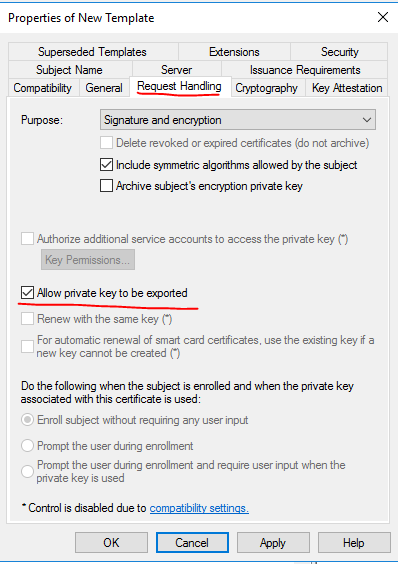 Properties of New Template
Superseded Templates Extensions Security
Subject Name Server Issuance Requirements
Compatibility General Request Handling Cryptography Key Attestation
Purpose: Signature and encryption
Delete revoked or expired certificates (do not archive)
Include symmetric algorithms allowed by the subject
Archive subject's encryption private key
Authorize additional service accounts to access the private key (*)
Key Permissions...
Allow private key to be exported
Renew with the same key (*)
For automatic renewal of smart card certificates, use the existing key if a
new key cannot be created (*)
Do the following when the subject is enrolled and when the private key
associated with this certificate is used:
Enroll subject without requiring any user input
Prompt the user during enrollment
Prompt the user during enrollment and require user input when the
private key is used
* Control is disabled due to compatibility settings.
OK Cancel Apply Help